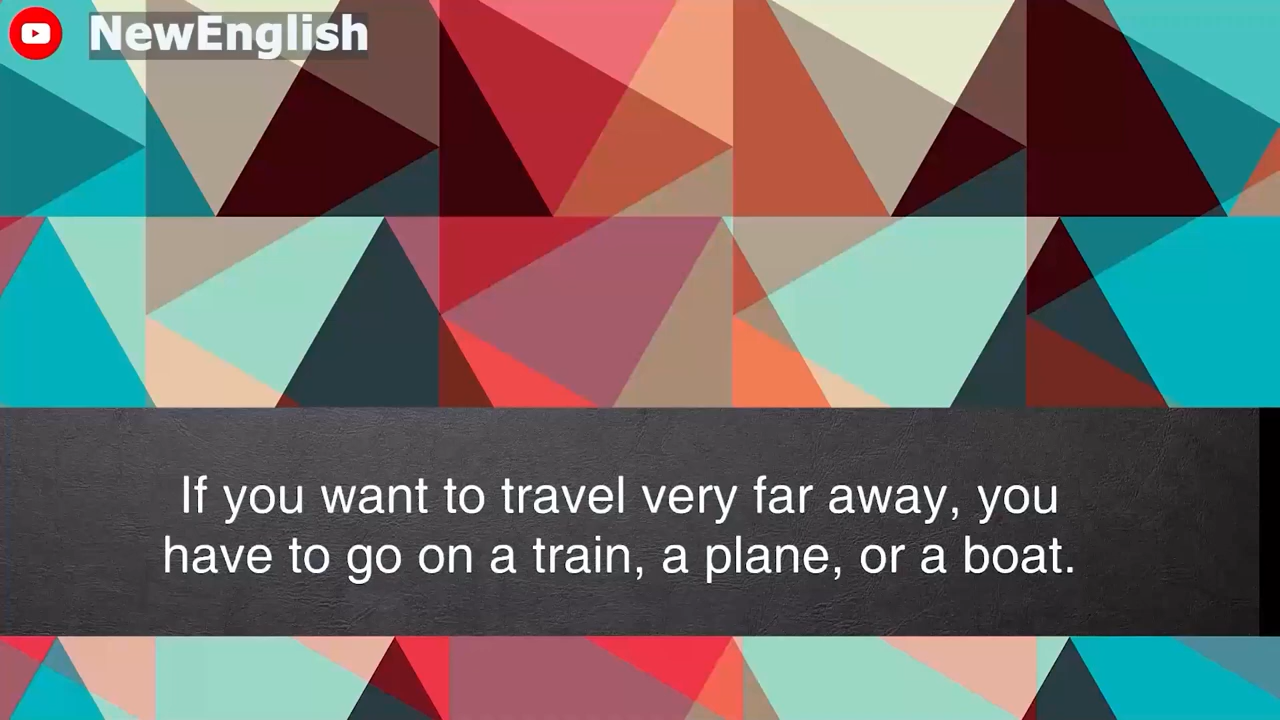 NewEnglish
If you want to travel very far away, you
have to go on a train, a plane, or a boat.